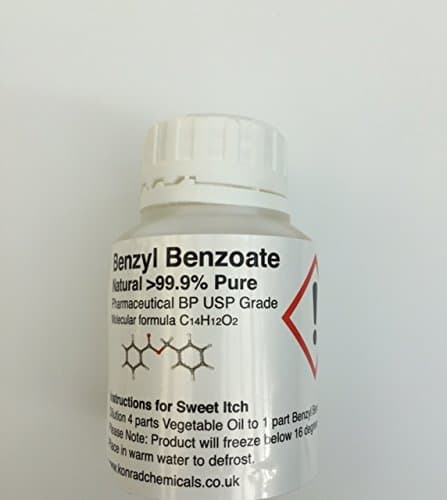 Benzyl Benzoate
Natural >99.9% Pure
Pharmaceutical BP USP Grade
Molecular formula C14H12O2
!
Instructions for Sweet Itch
Dilution 4 parts Vegetable Oil to 1 part Benzyl
Please Note: Product will freeze below 16
Place in warm water to defrost.
www.konradchemicals.co.uk